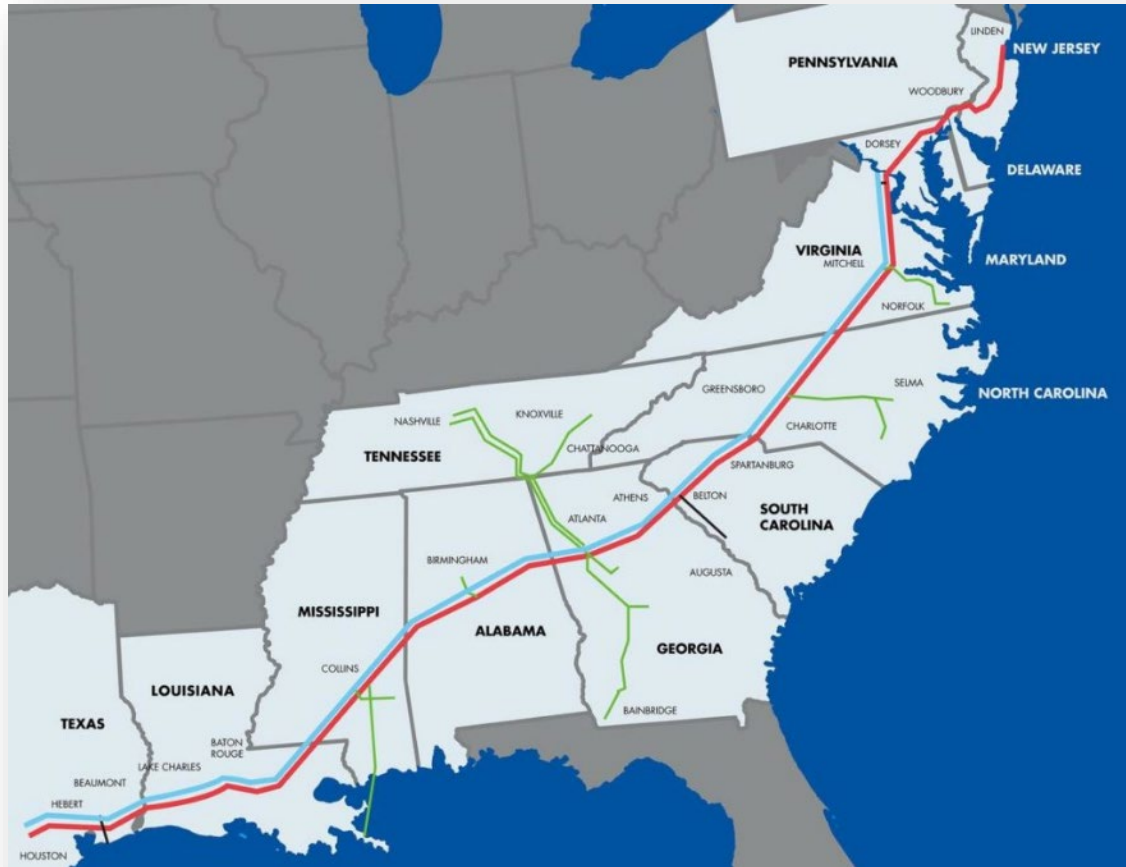 LINDEN
NEW JERSEY
PENNSYLVANIA
WOODBURY
DORSEY
DELAWARE
VIRGINIA
MITCHELL
MARYLAND
NORFOLK
GREENSBORO
SELMA
NORTH CAROLINA
NASHVILLE
KNOXVILLE
CHARLOTTE
TENNESSEE
CHATTANOOGA
SPARTANBURG
ATHENS
BELTON
SOUTH
CAROLINA
ATLANTA
BIRMINGHAM
AUGUSTA
MISSISSIPPI
ALABAMA
GEORGIA
COLLINS
LOUISIANA
BAINBRIDGE
TEXAS
BATON
ROUGE
LAKE CHARLES
BEAUMONT
HEBERT
HOUSTON